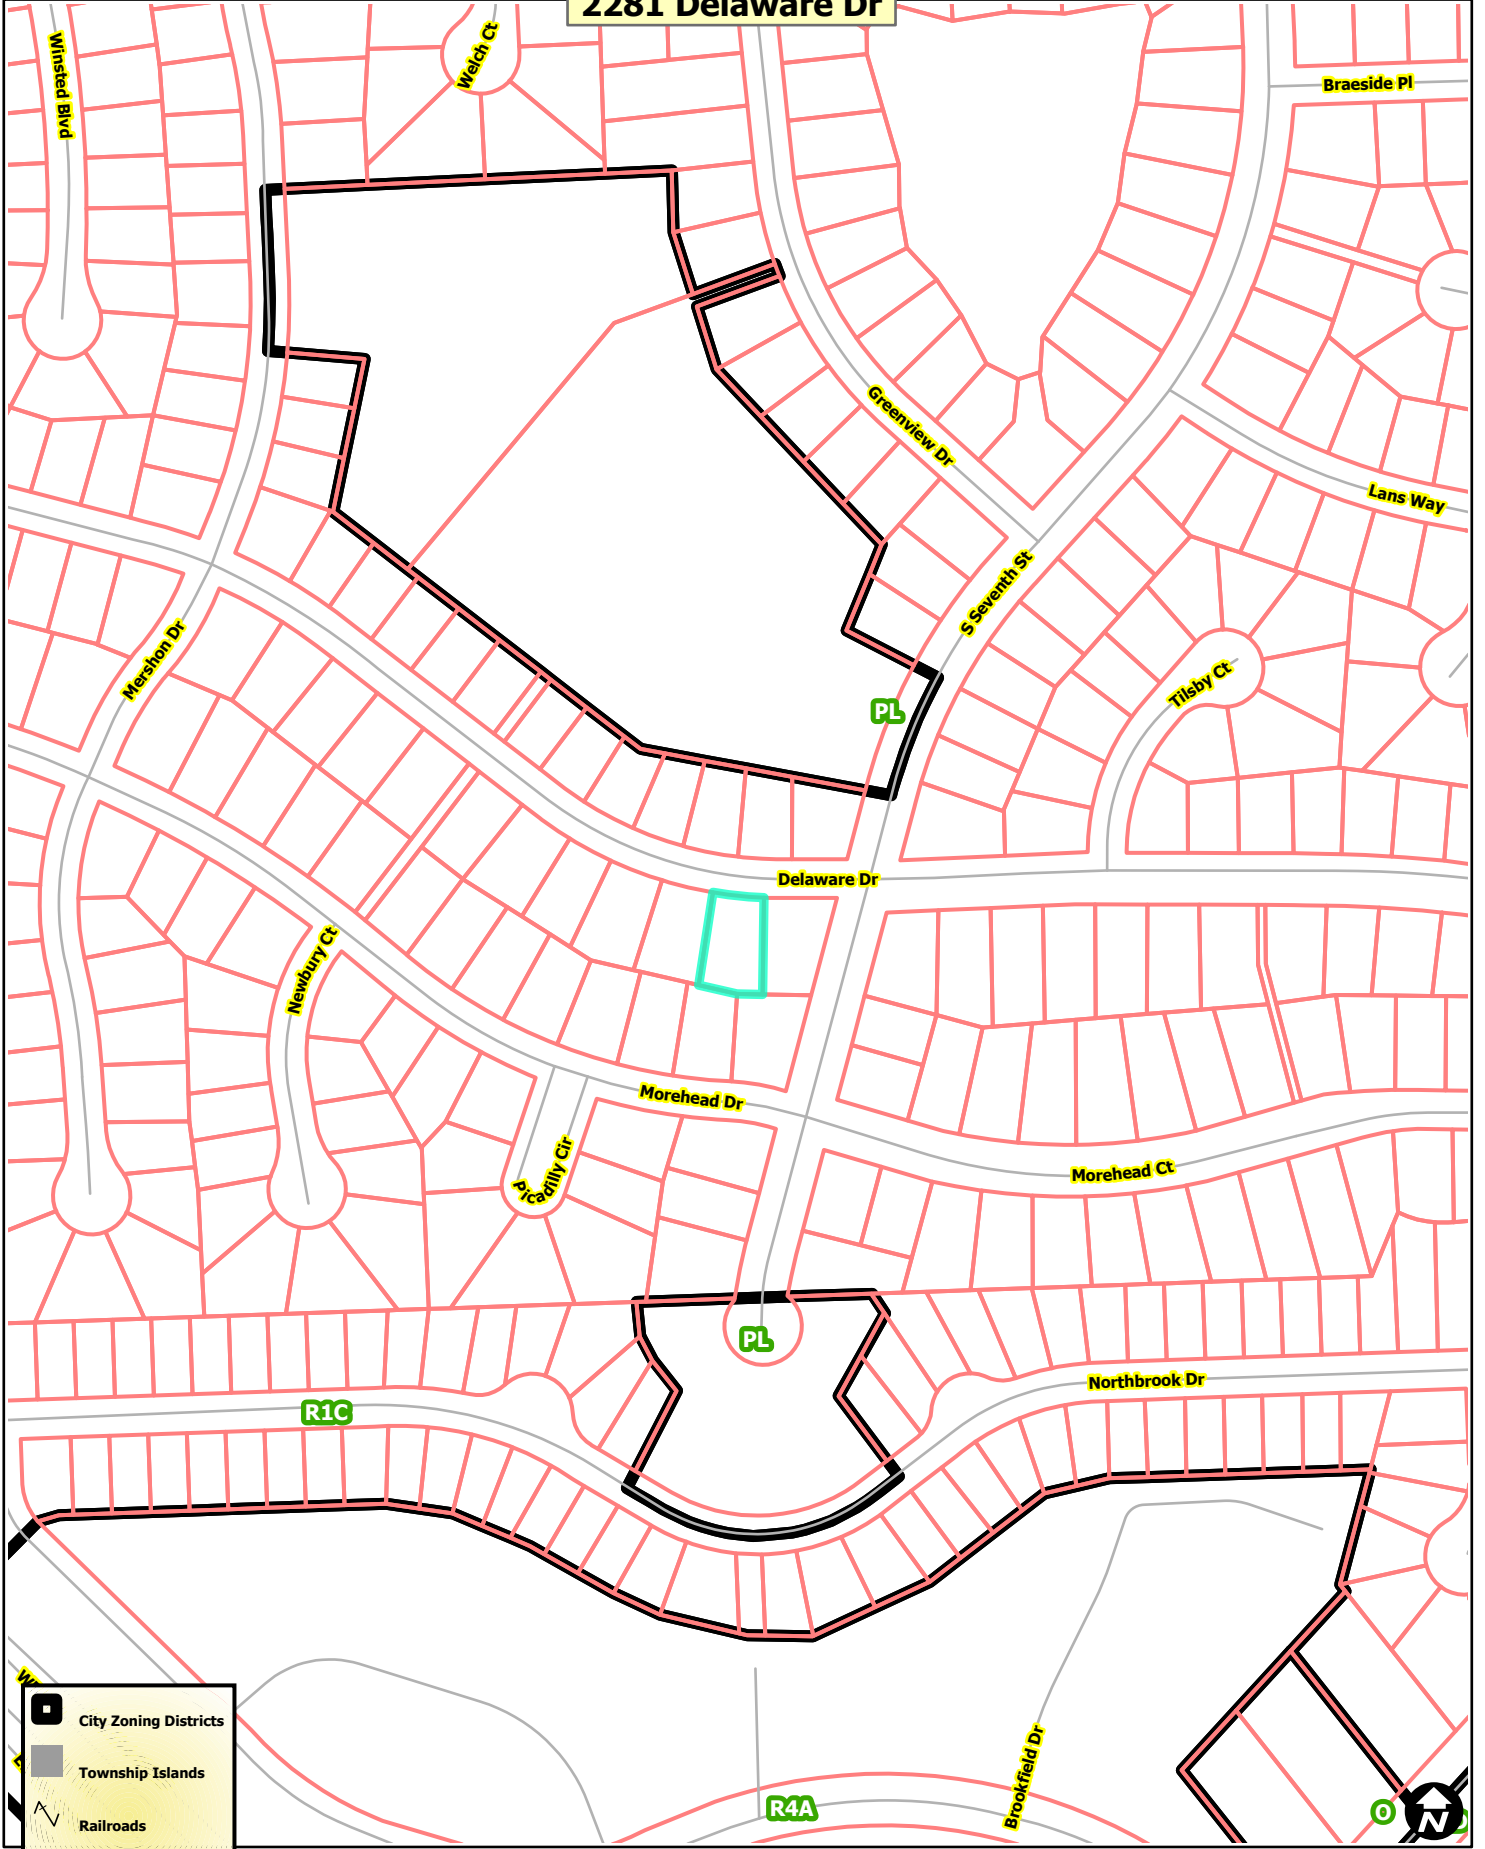 2281 Delaware Dr
Winsted Blvd
Welch Ct
Braeside Pl
Greenview Dr
Lans Way
S Seventh St
Mershon Dr
Tilsby Ct
PL
Delaware Dr
Newbury Ct
Morehead Dr
Picadilly Cir
Morehead Ct
PL
Northbrook Dr
R1C
City Zoning Districts
Township Islands
Railroads
R4A
Brookfield Dr
O
N